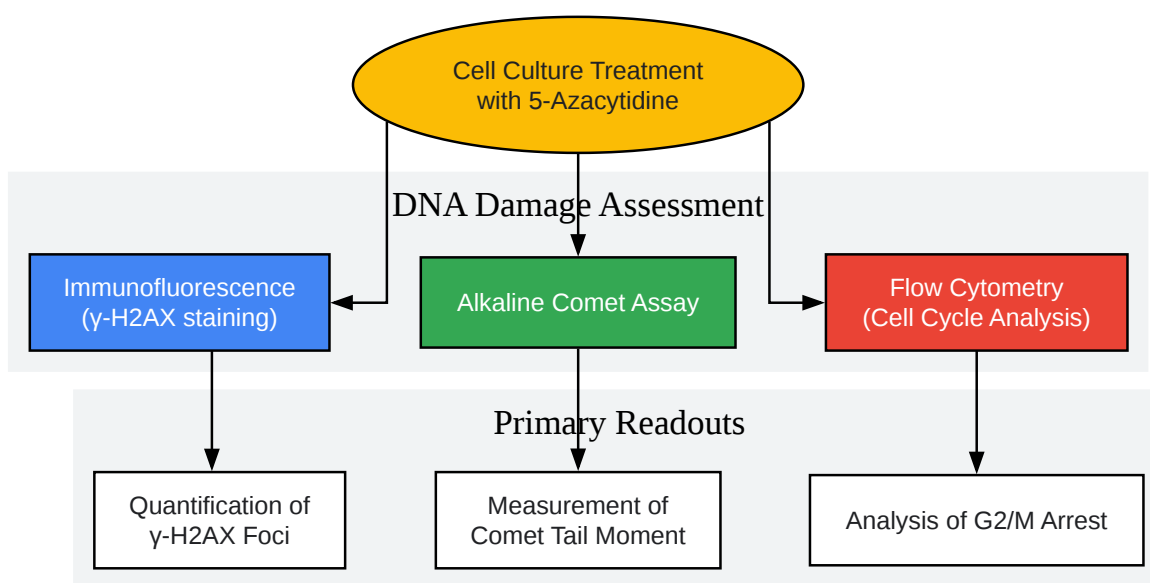 Cell Culture Treatment
with 5-Azacytidine
DNA Damage Assessment
Immunofluorescence
(γ-H2AX staining)
Alkaline Comet Assay
Flow Cytometry
(Cell Cycle Analysis)
Primary Readouts
Quantification of
γ-H2AX Foci
Measurement of
Comet Tail Moment
Analysis of G2/M Arrest